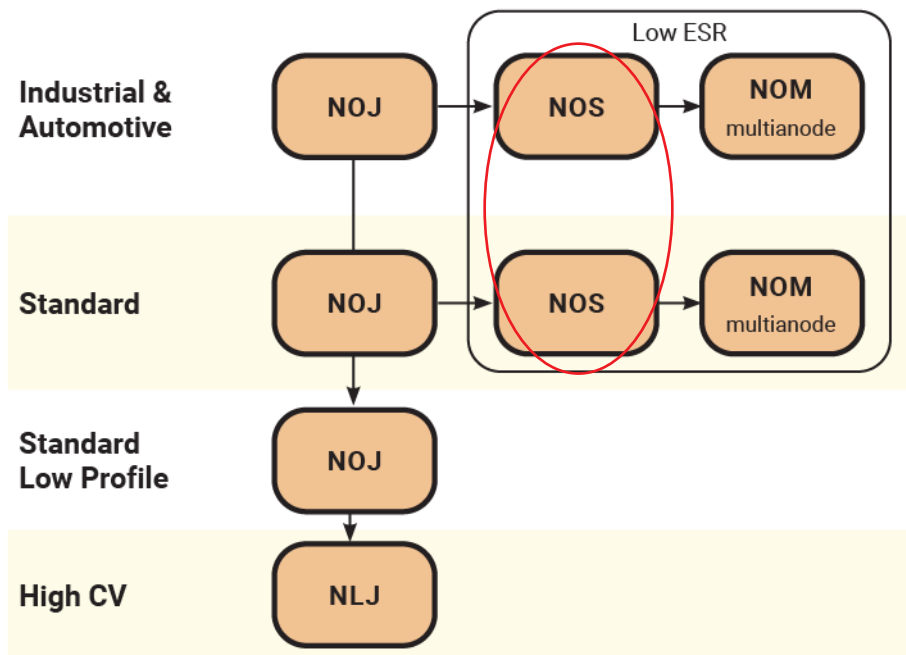 Low ESR
Industrial &
Automotive
NOJ
NOS
NOM
multianode
Standard
NOJ
NOS
NOM
multianode
Standard
Low Profile
NOJ
High CV
NLJ